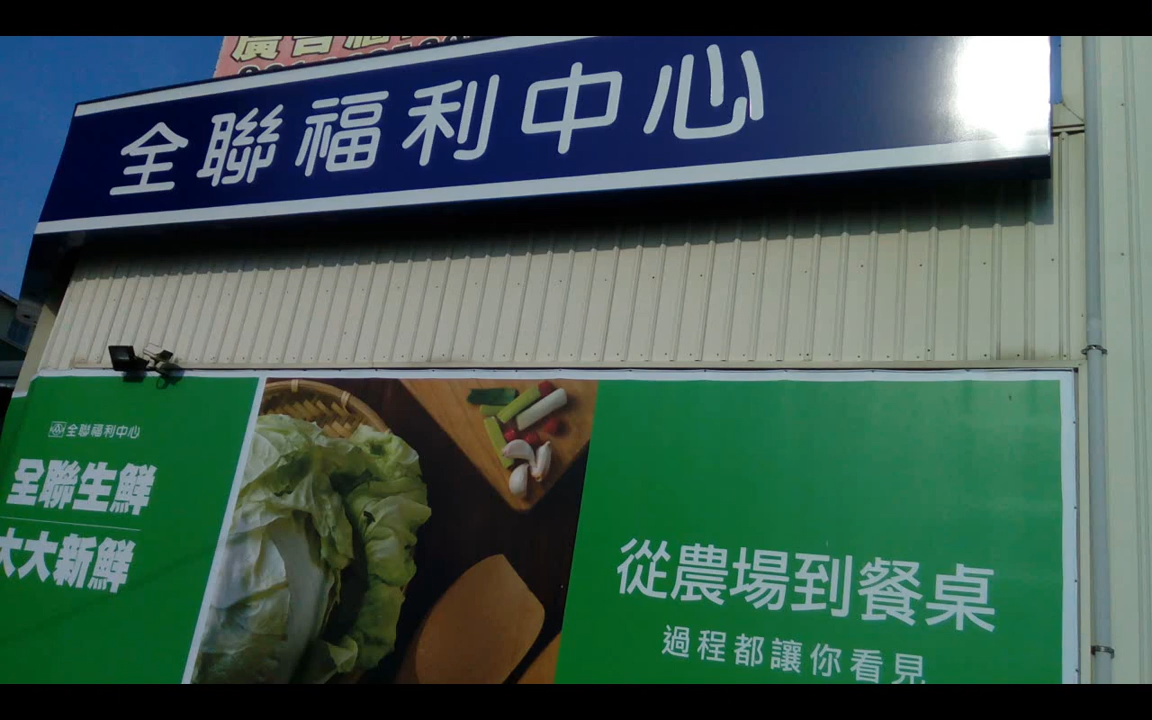 全聯福利中心
全聯福利中心
全聯生鮮
大大新鮮
從農場到餐桌
過程都讓你看見